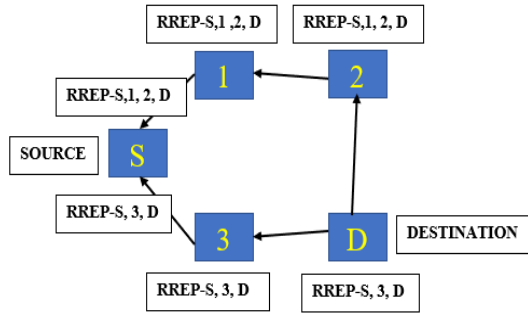 RREP-S,1 ,2, D
RREP-S,1, 2, D
1
2
RREP-S,1, 2, D
SOURCE
S
RREP-S, 3, D
3
D
DESTINATION
RREP-S, 3, D
RREP-S, 3, D